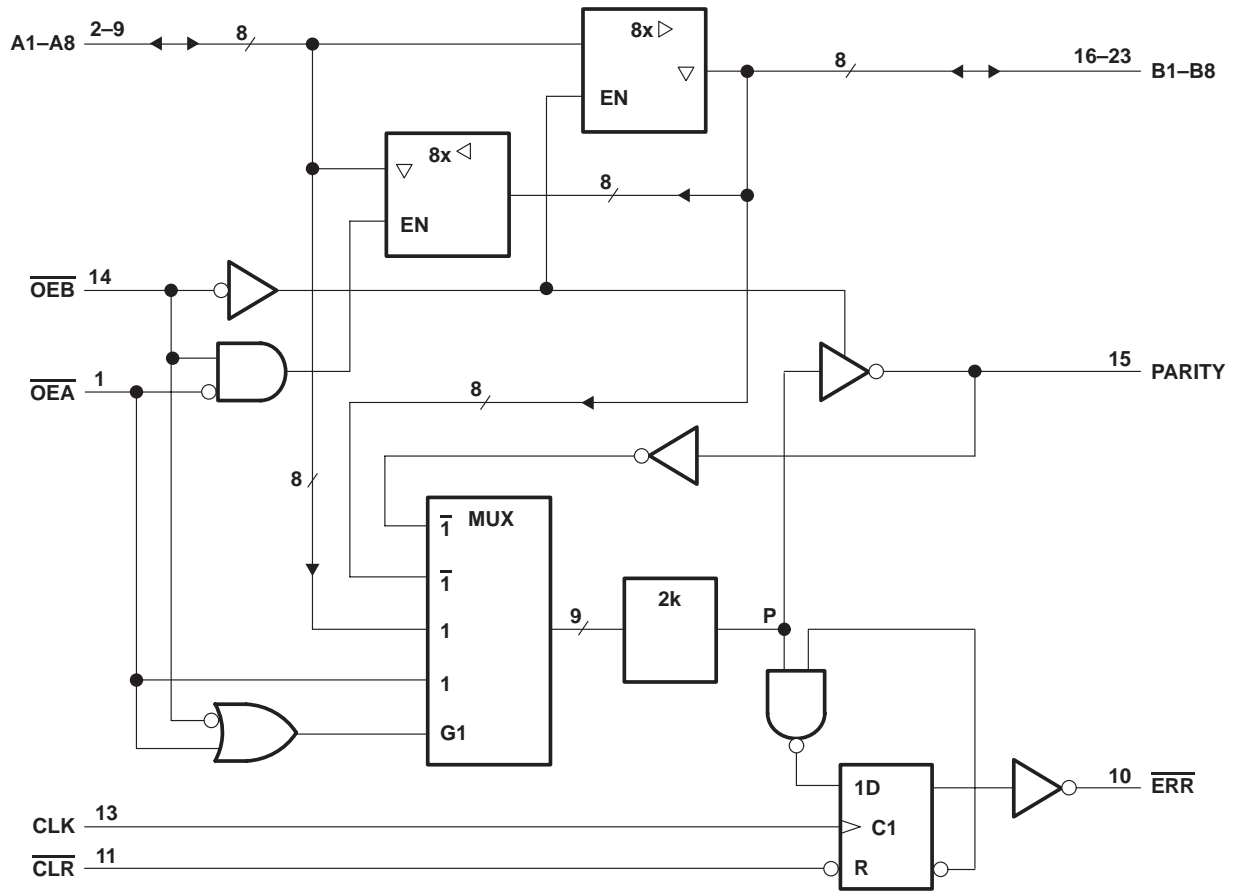 8x
A1–A8 2–9 8
8 16–23 B1–B8
EN
8x
8
EN
OEB 14
OEA 1
15 PARITY
8
8
MUX
1
1
2k
9 P
1
1
G1
1D
10 ERR
CLK 13
C1
CLR 11
R